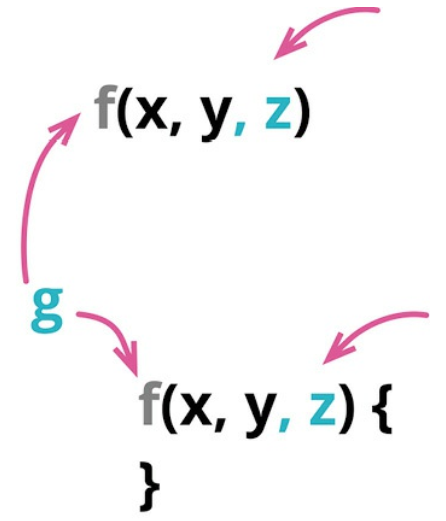 f(x, y, z)
g
f(x, y, z) {
}